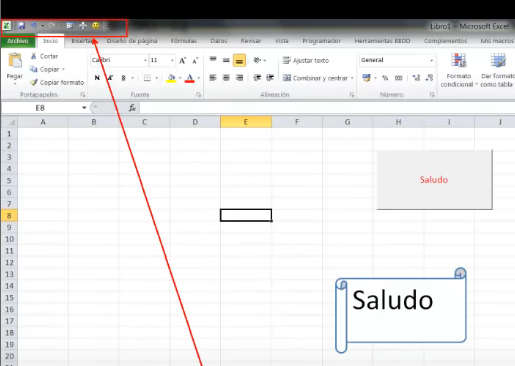 Libro1 - Microsoft Excel
Archivo Inicio Insertar Diseño de página Fórmulas Datos Revisar Vista Programador Herramientas BBDD Complementos Mis macros
Pegar
Cortar
Copiar
Copiar formato
Portapapeles
Calibri 11
N K S
Fuente
Ajustar texto
Combinar y centrar
Alineación
General
% 000
Número
Formato condicional
Dar formato como tabla
E8
fx
A B C D E F G H I J
1
2
3
4
5
6
7
8
9
10
11
12
13
14
15
16
17
18
19
20
Saludo
Saludo